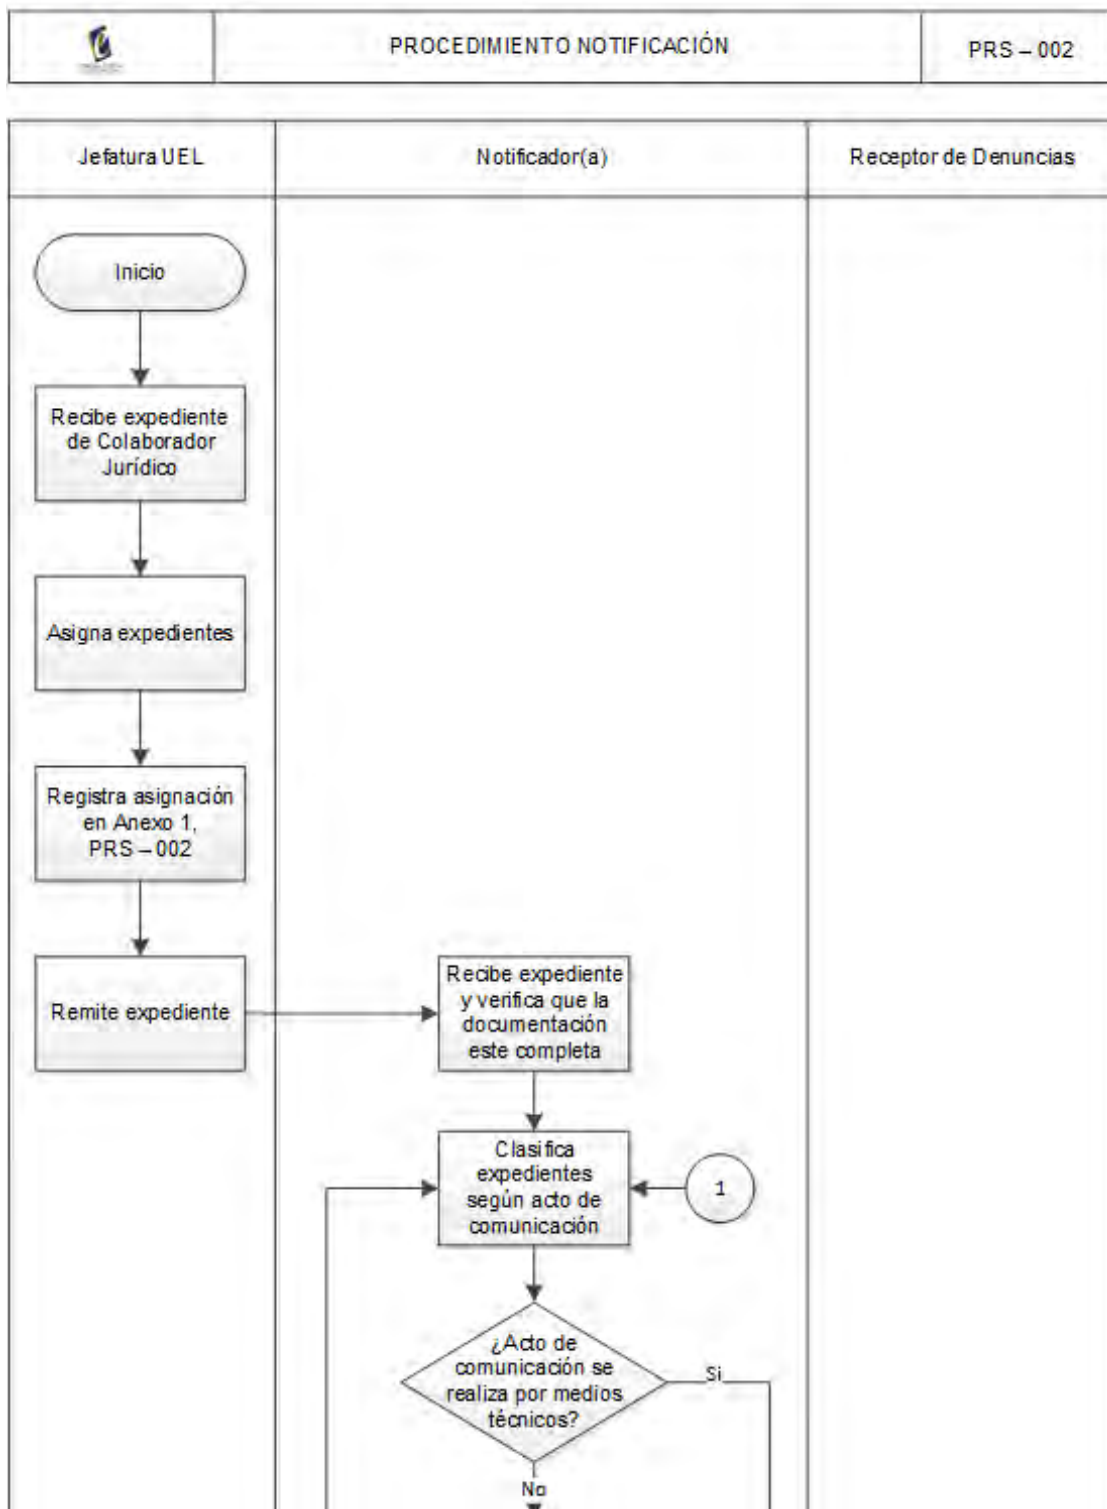 PROCEDIMIENTO NOTIFICACIÓN
PRS – 002
Jefatura UEL
Notificador(a)
Receptor de Denuncias
Inicio
Recibe expediente
de Colaborador
Jurídico
Asigna expedientes
Registra asignación
en Anexo 1,
PRS – 002
Remite expediente
Recibe expediente
y verifica que la
documentación
este completa
Clasifica
expedientes
según acto de
comunicación
1
¿Acto de
comunicación se
realiza por medios
técnicos?
Si
No